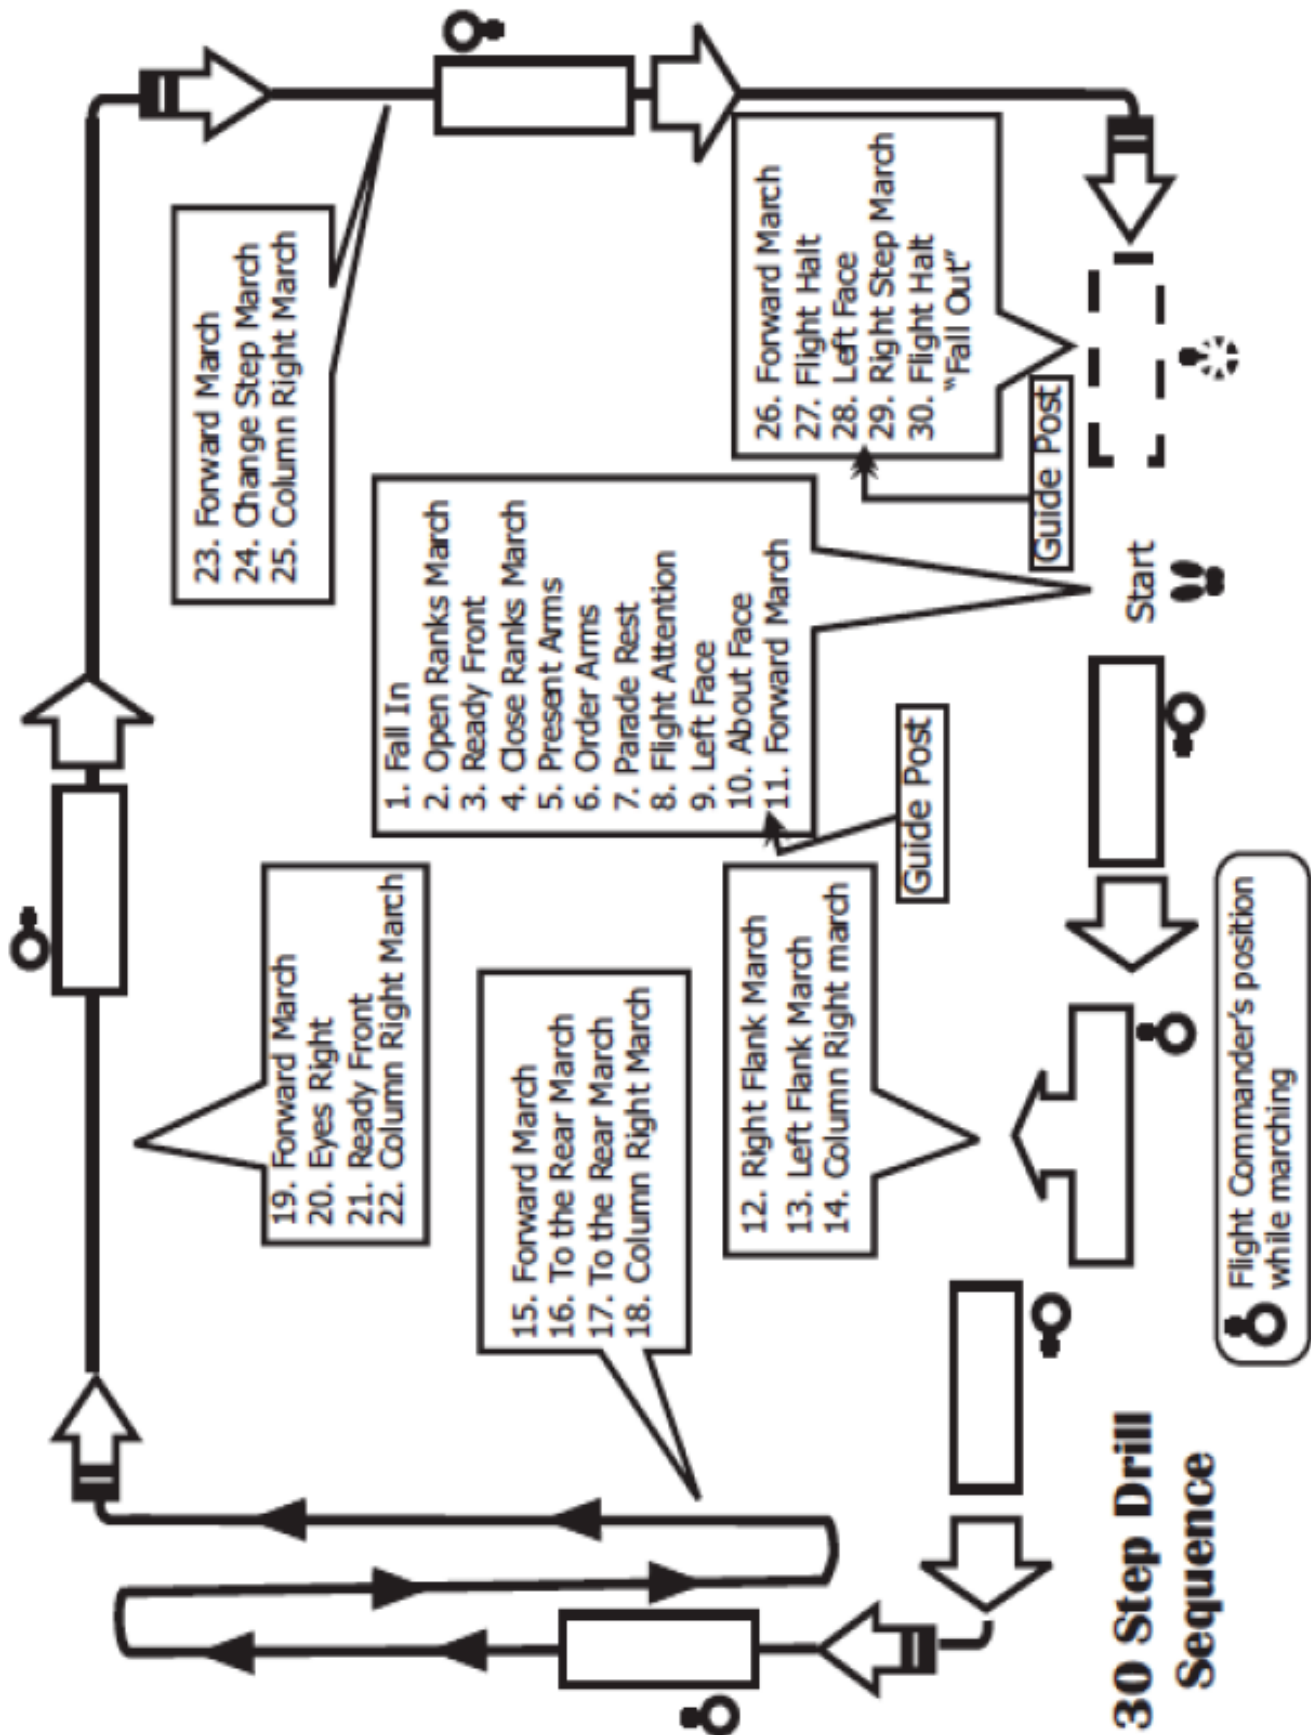 30 Step Drill
Sequence
Flight Commander's position
while marching
Start
Guide Post
Guide Post
1. Fall In
2. Open Ranks March
3. Ready Front
4. Close Ranks March
5. Present Arms
6. Order Arms
7. Parade Rest
8. Flight Attention
9. Left Face
10. About Face
11. Forward March
12. Right Flank March
13. Left Flank March
14. Column Right march
15. Forward March
16. To the Rear March
17. To the Rear March
18. Column Right March
19. Forward March
20. Eyes Right
21. Ready Front
22. Column Right March
23. Forward March
24. Change Step March
25. Column Right March
26. Forward March
27. Flight Halt
28. Left Face
29. Right Step March
30. Flight Halt
"Fall Out"